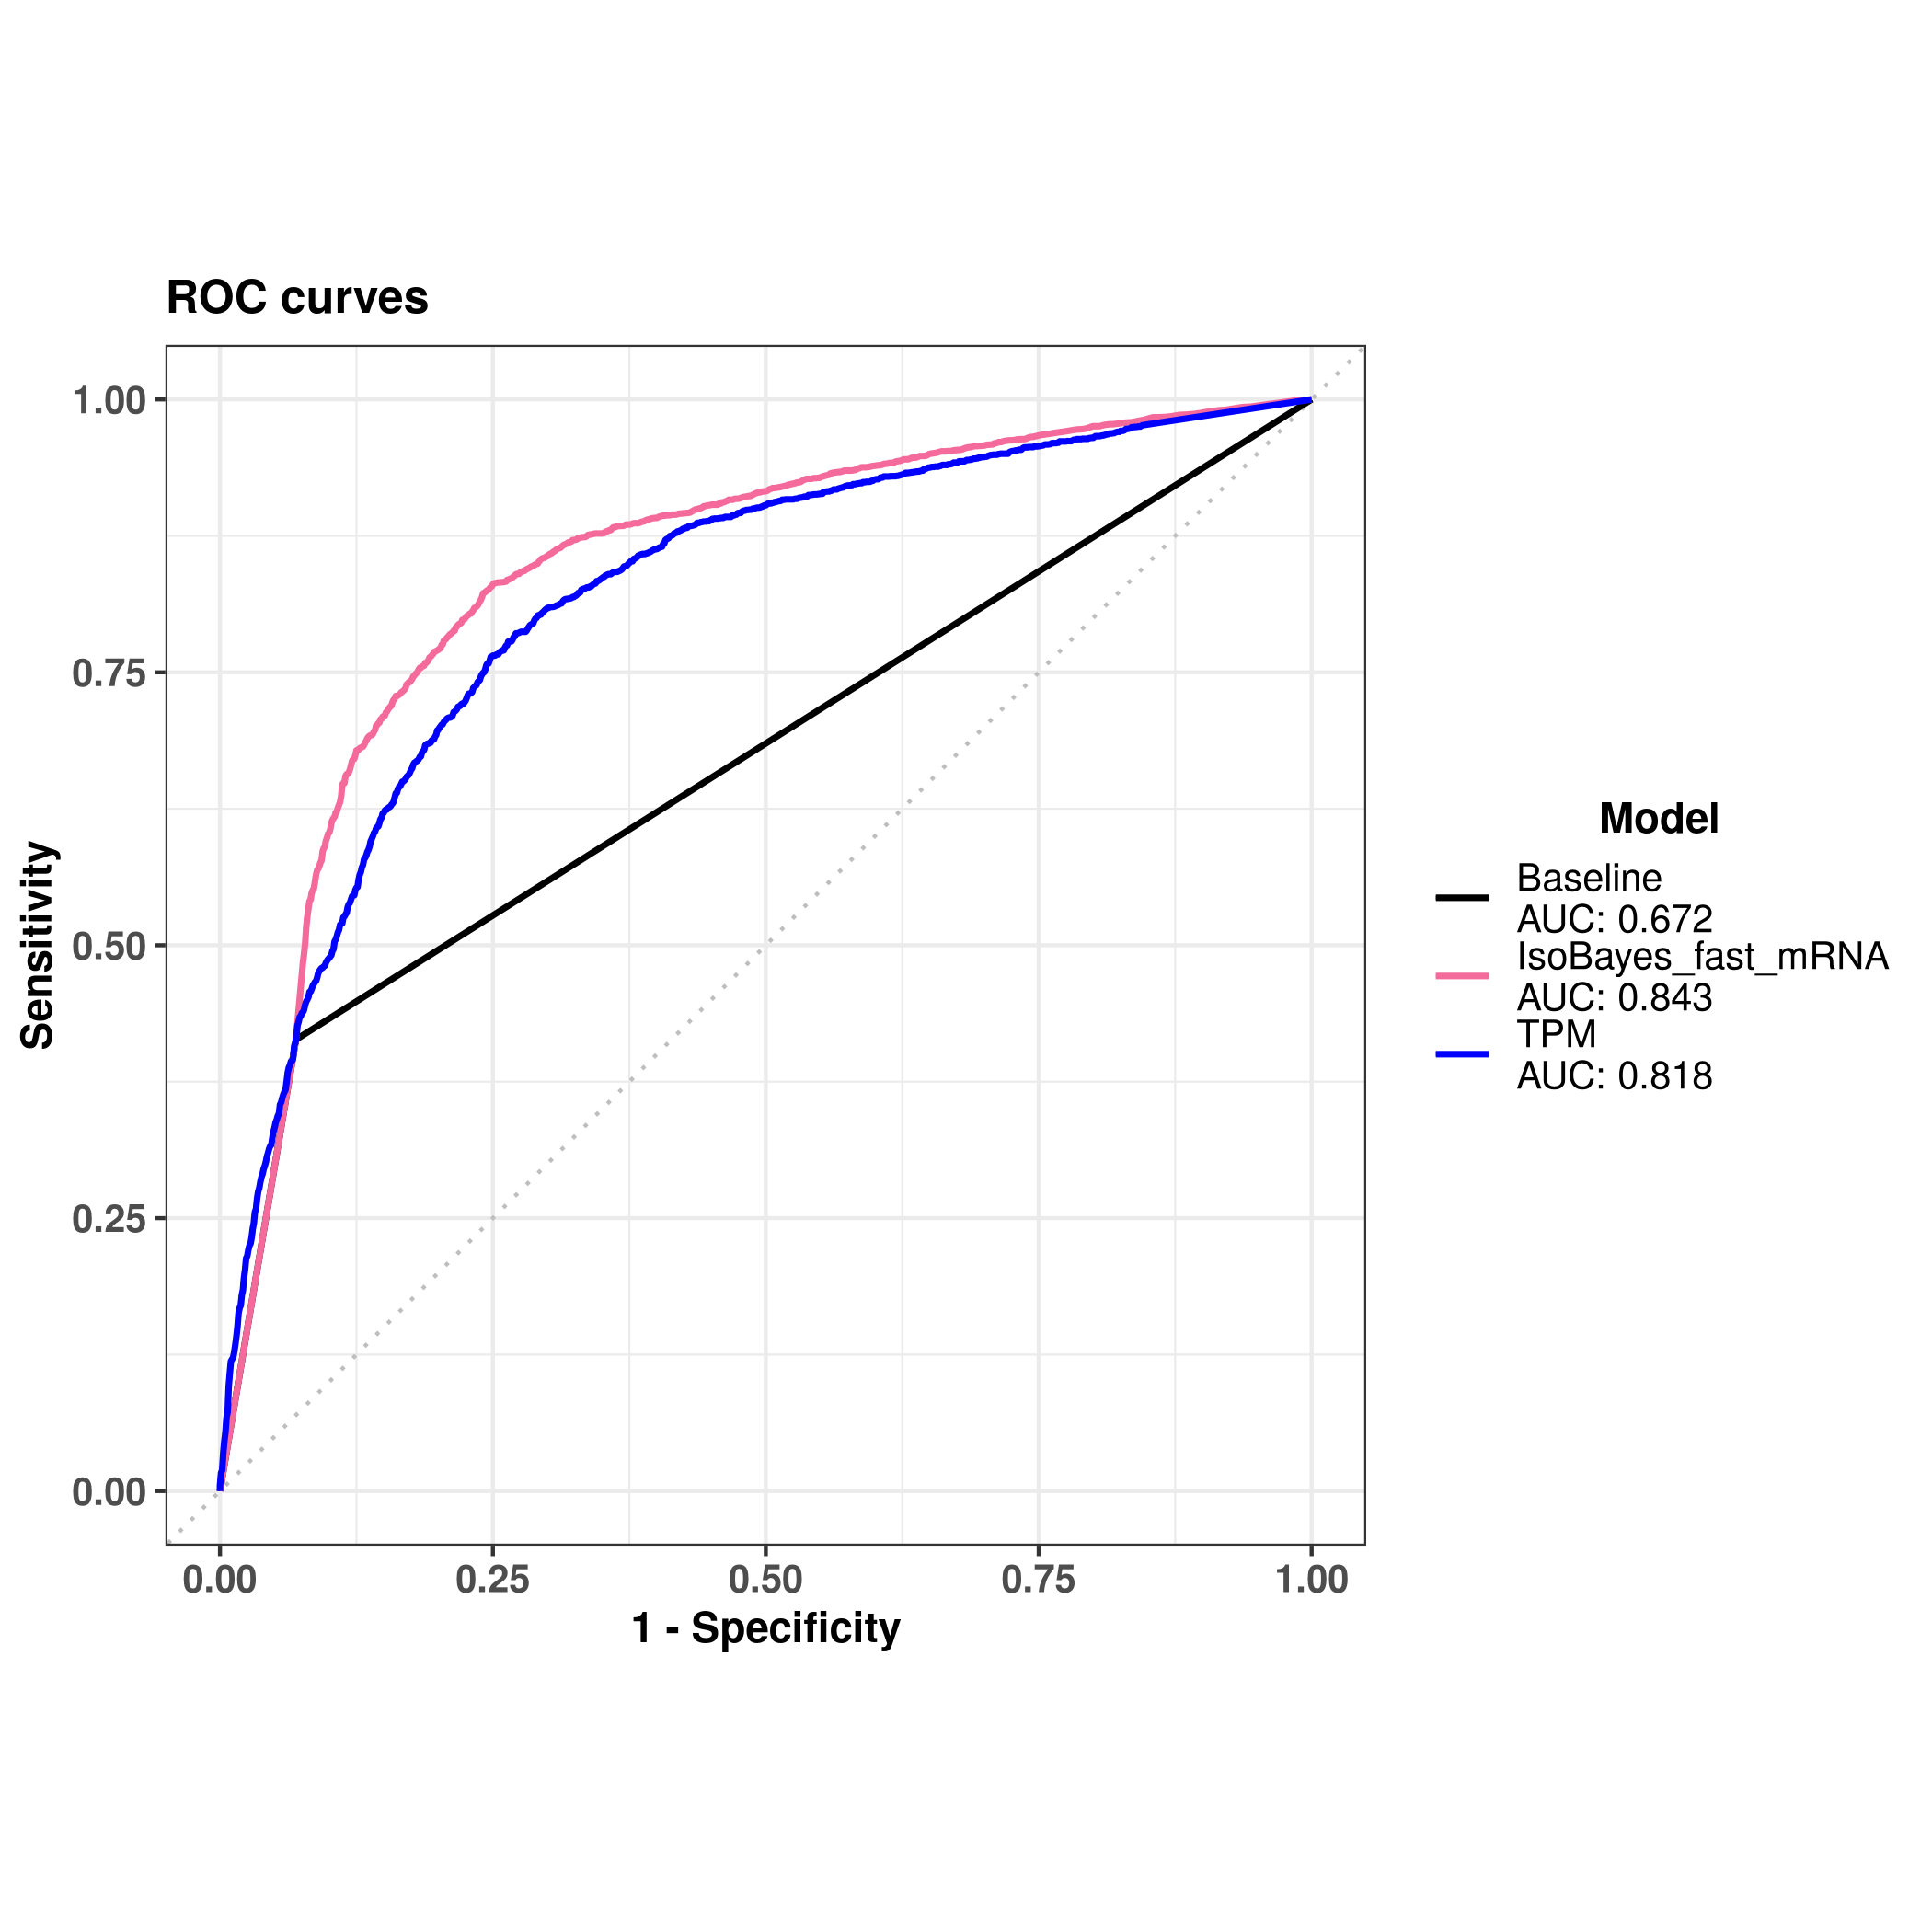 ROC curves
1.00
0.75
0.50
0.25
0.00
Sensitivity
0.00 0.25 0.50 0.75 1.00
1 - Specificity
Model
Baseline
AUC: 0.672
IsoBayes_fast_mRNA
AUC: 0.843
TPM
AUC: 0.818